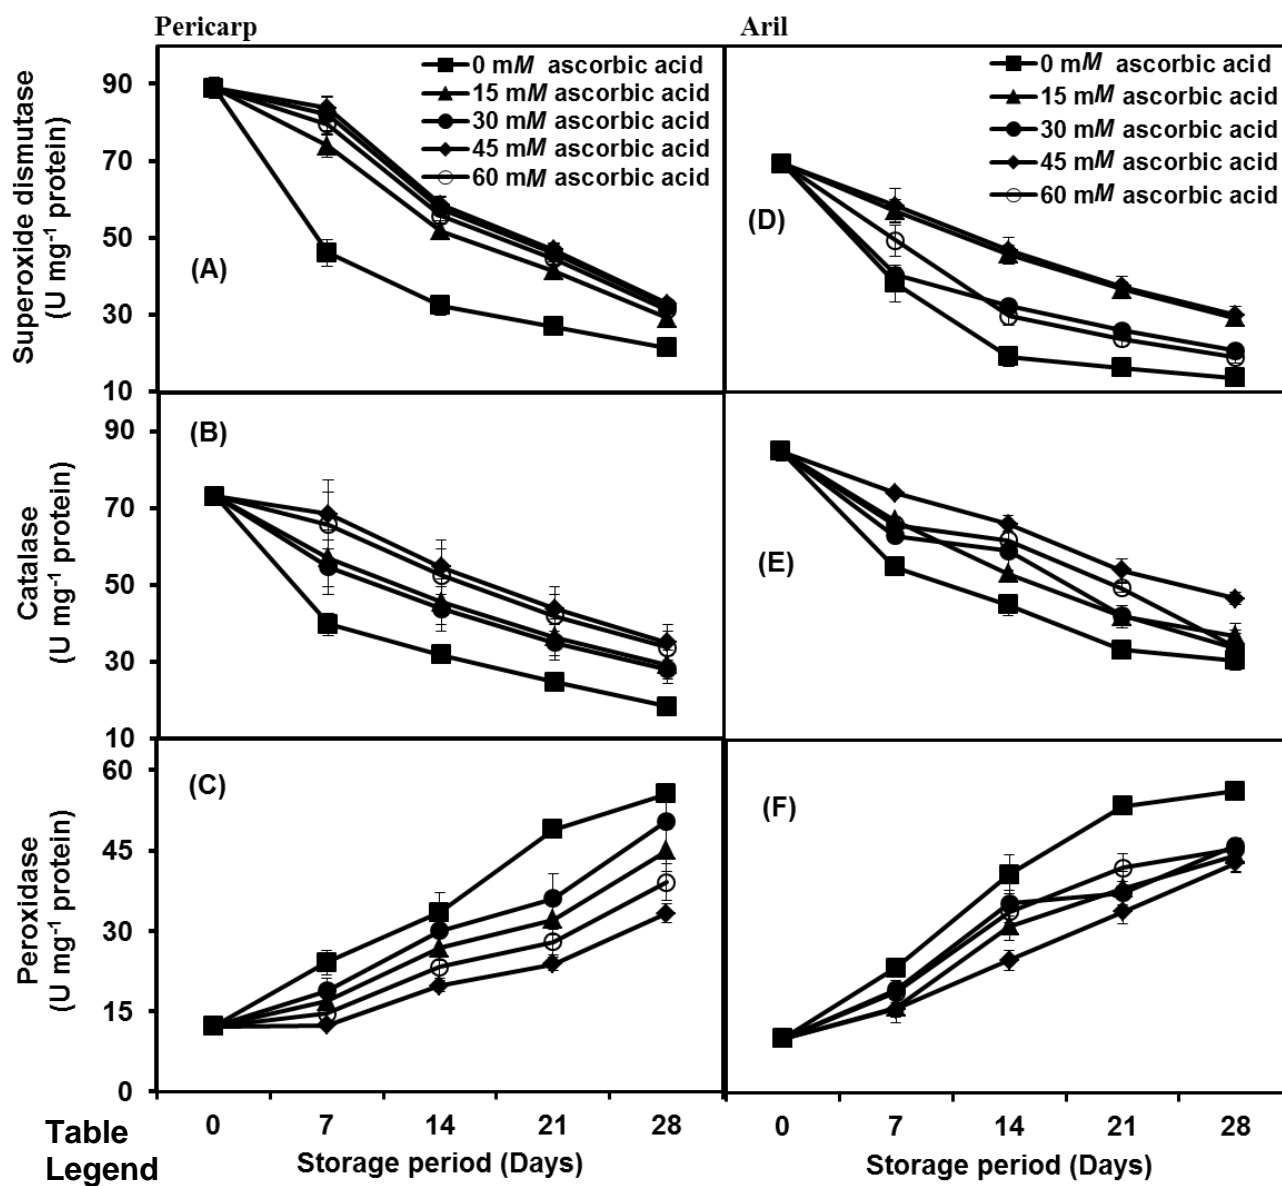 Pericarp
Aril
0 mM ascorbic acid
15 mM ascorbic acid
30 mM ascorbic acid
45 mM ascorbic acid
60 mM ascorbic acid
0 mM ascorbic acid
15 mM ascorbic acid
30 mM ascorbic acid
45 mM ascorbic acid
60 mM ascorbic acid
Superoxide dismutase
(U mg⁻¹ protein)
90
70
50
30
10
(A)
(D)
Catalase
(U mg⁻¹ protein)
90
70
50
30
10
(B)
(E)
Peroxidase
(U mg⁻¹ protein)
60
45
30
15
0
(C)
(F)
0 7 14 21 28
0 7 14 21 28
Storage period (Days)
Storage period (Days)
Table
Legend